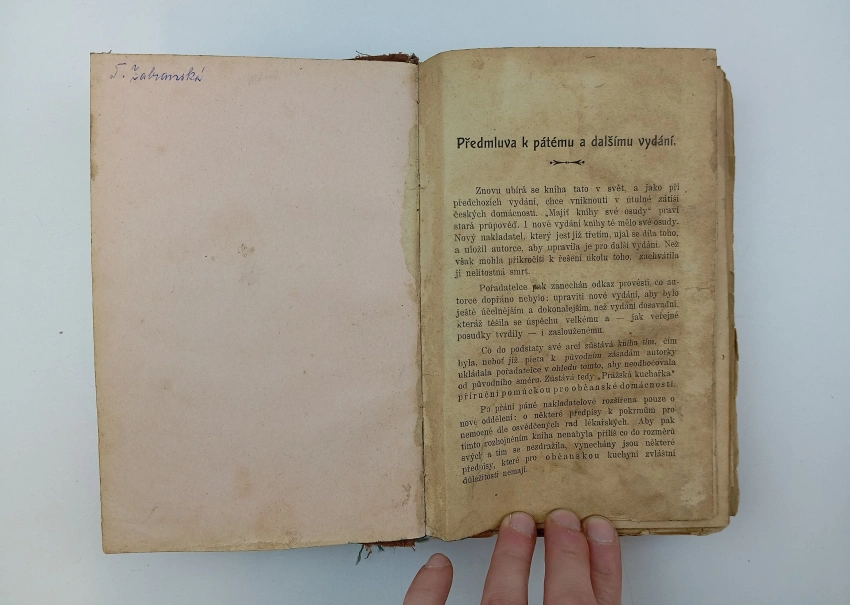 T. Zabranská
Předmluva k pátému a dalšímu vydání.
Znovu ubírá se kniha tato v svět, a jako při
předchozích vydání, chce vniknouti v útulné zátiší
českých domácností. „Majíť knihy své osudy“ praví
stará průpověď. I nové vydání knihy té mělo své osudy.
Nový nakladatel, který jest již třetím, ujal se díla toho,
a uložil autorce, aby upravila je pro další vydání. Než
však mohla přikročiti k řešení úkolu toho, zachvátila
ji nelítostná smrt.
Pořadatelce pak zanechán odkaz provésti, co au-
torce dopřáno nebylo: upraviti nové vydání, aby bylo
ještě účelnějším a dokonalejším, než vydání dosavadní,
kteráž těšila se úspěchu velkému a — jak veřejné
posudky tvrdily — i zaslouženému.
Co do podstaty své arci zůstává kniha tím, čím
byla, neboť již pieta k původním zásadám autorky
ukládala pořadatelce v ohledu tomto, aby neodbočovala
od původního směru. Zůstává tedy „Pražská kuchařka“
příruční pomůckou pro občanské domácnosti.
Po přání páně nakladatelově rozšířena pouze o
nové oddělení: o některé předpisy k pokrmům pro
nemocné dle osvědčených rad lékařských. Aby pak
tímto rozhojněním kniha nenabyla příliš co do rozměrů
svých a tím se nezdražila, vynechány jsou některé
předpisy, které pro občanskou kuchyni zvláštní
důležitosti nemají.